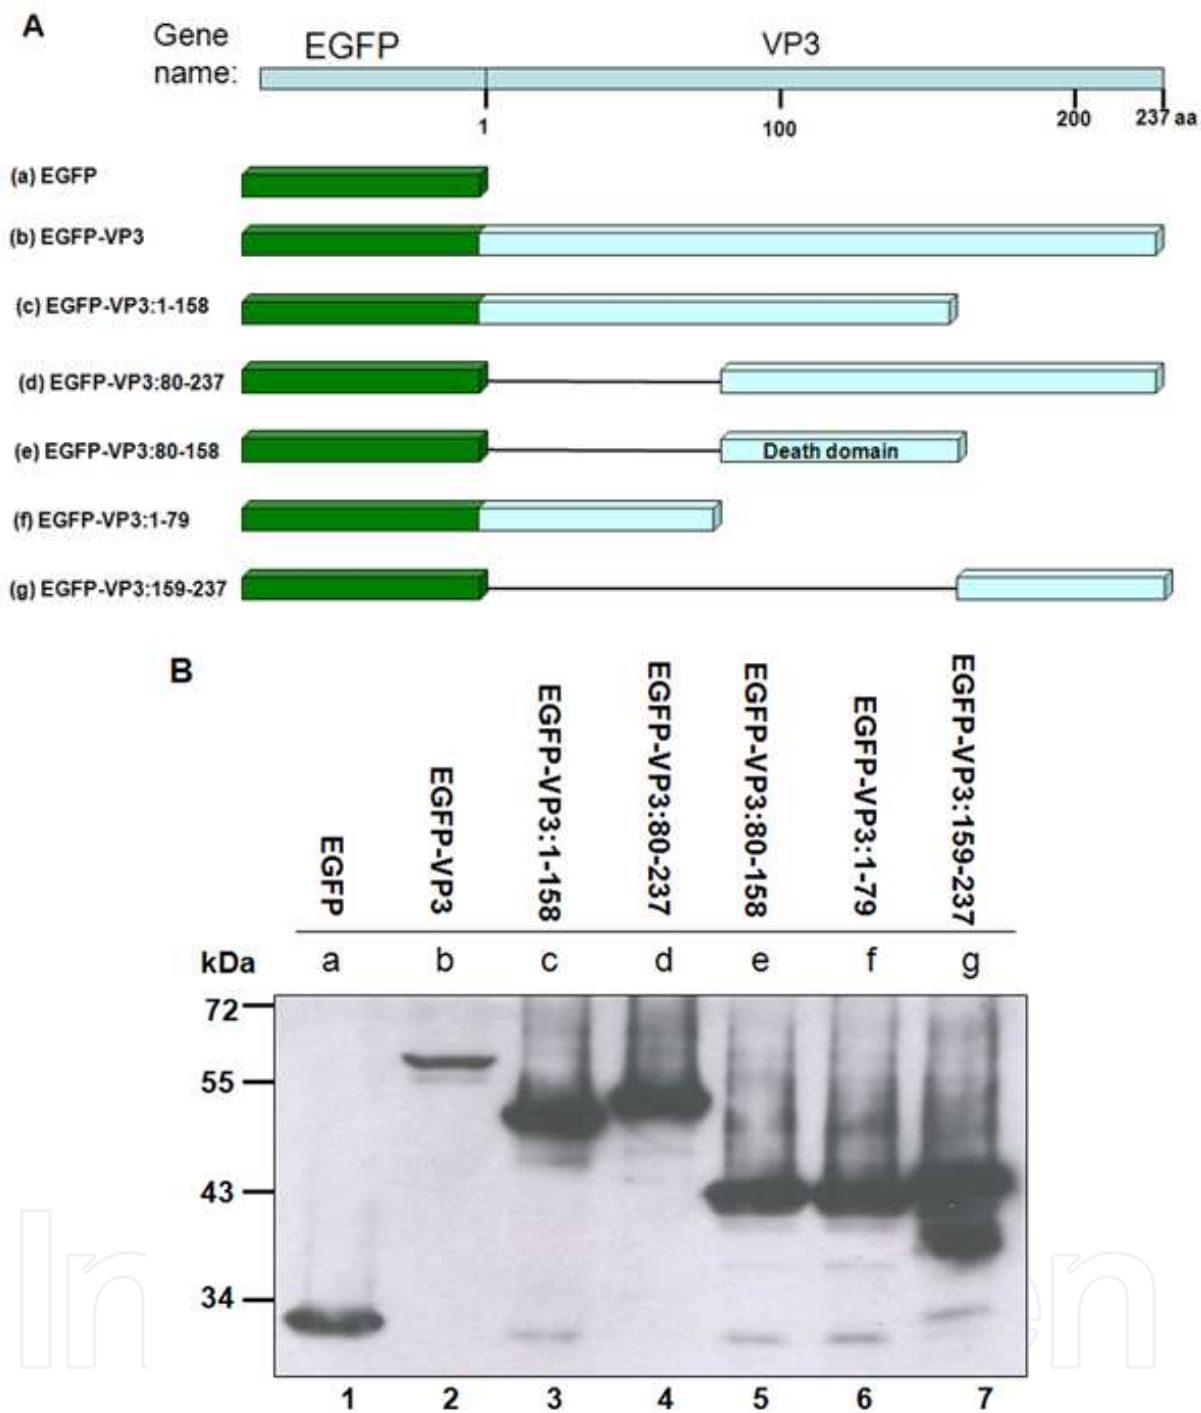 A
Gene name:
EGFP
VP3
1
100
200
237 aa
(a) EGFP
(b) EGFP-VP3
(c) EGFP-VP3:1-158
(d) EGFP-VP3:80-237
(e) EGFP-VP3:80-158
Death domain
(f) EGFP-VP3:1-79
(g) EGFP-VP3:159-237
B
EGFP
EGFP-VP3
EGFP-VP3:1-158
EGFP-VP3:80-237
EGFP-VP3:80-158
EGFP-VP3:1-79
EGFP-VP3:159-237
kDa
a b c d e f g
72
55
43
34
1 2 3 4 5 6 7